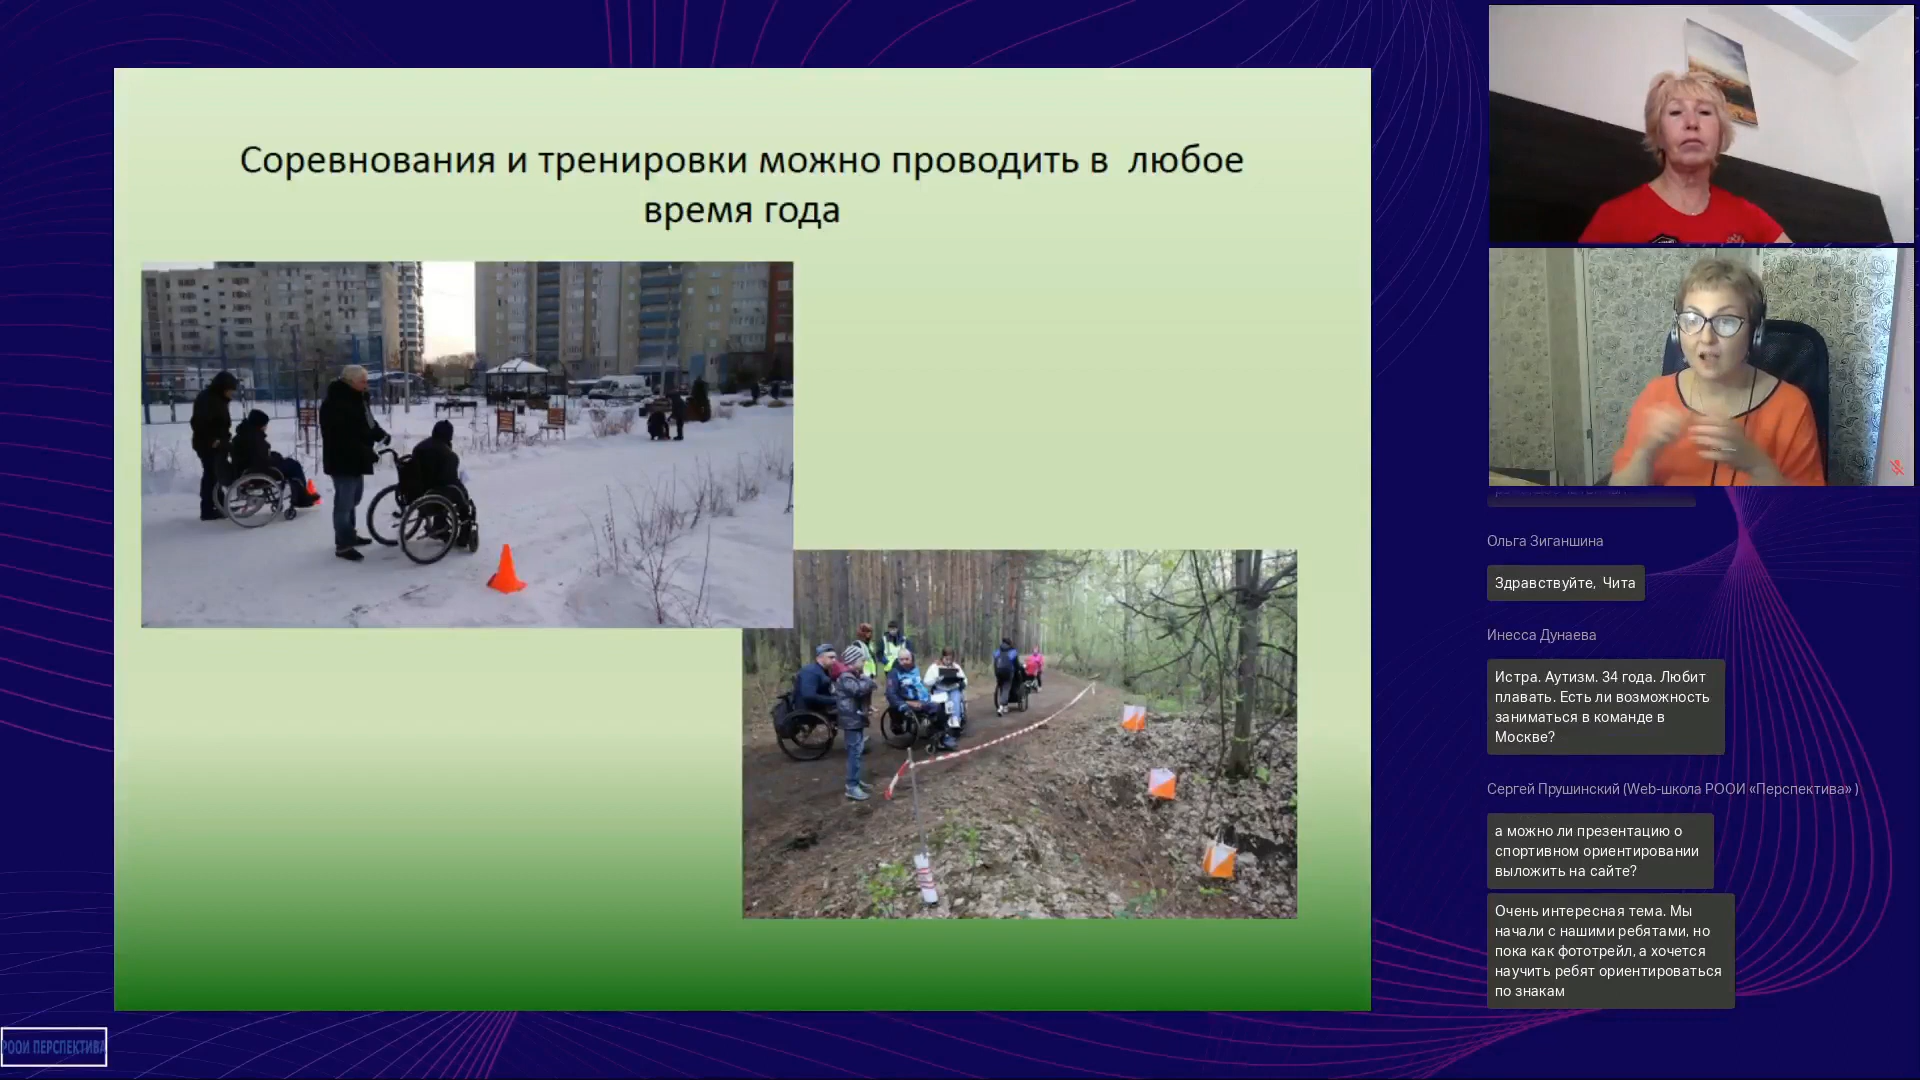 Соревнования и тренировки можно проводить в любое
время года
Ольга Зиганшина
Здравствуйте, Чита
Инесса Дунаева
Истра. Аутизм. 34 года. Любит
плавать. Есть ли возможность
заниматься в команде в
Москве?
Сергей Прушинский (Web-школа РООИ «Перспектива» )
а можно ли презентацию о
спортивном ориентировании
выложить на сайте?
Очень интересная тема. Мы
начали с нашими ребятами, но
пока как фототрейл, а хочется
научить ребят ориентироваться
по знакам
РООИ ПЕРСПЕКТИВА